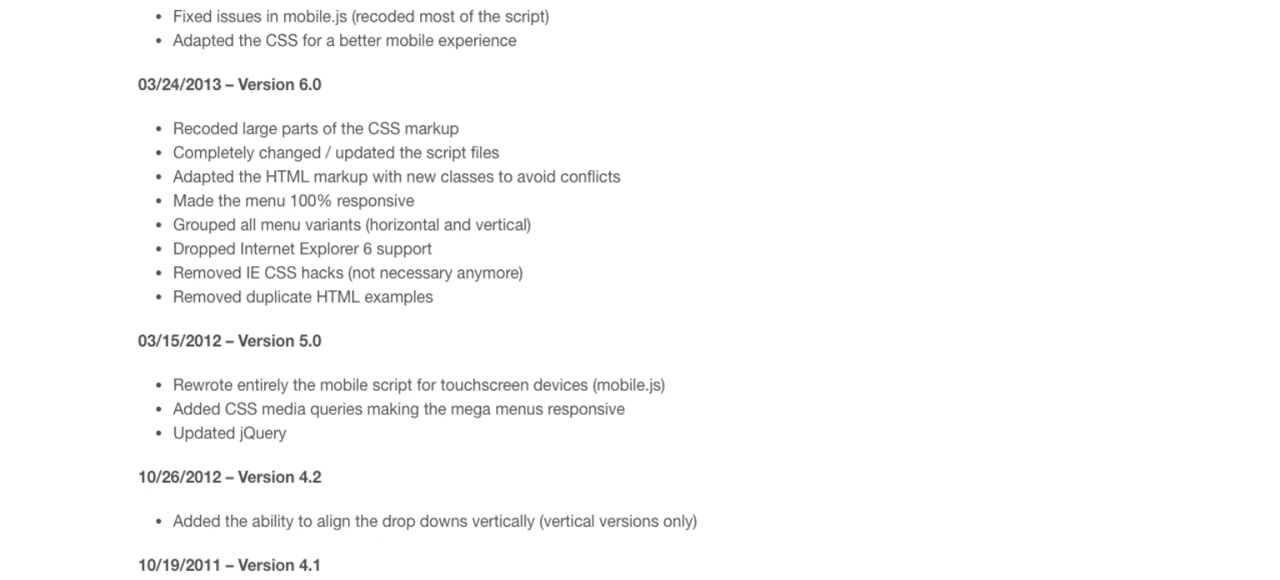 • Fixed issues in mobile.js (recoded most of the script)
• Adapted the CSS for a better mobile experience
03/24/2013 – Version 6.0
• Recoded large parts of the CSS markup
• Completely changed / updated the script files
• Adapted the HTML markup with new classes to avoid conflicts
• Made the menu 100% responsive
• Grouped all menu variants (horizontal and vertical)
• Dropped Internet Explorer 6 support
• Removed IE CSS hacks (not necessary anymore)
• Removed duplicate HTML examples
03/15/2012 – Version 5.0
• Rewrote entirely the mobile script for touchscreen devices (mobile.js)
• Added CSS media queries making the mega menus responsive
• Updated jQuery
10/26/2012 – Version 4.2
• Added the ability to align the drop downs vertically (vertical versions only)
10/19/2011 – Version 4.1